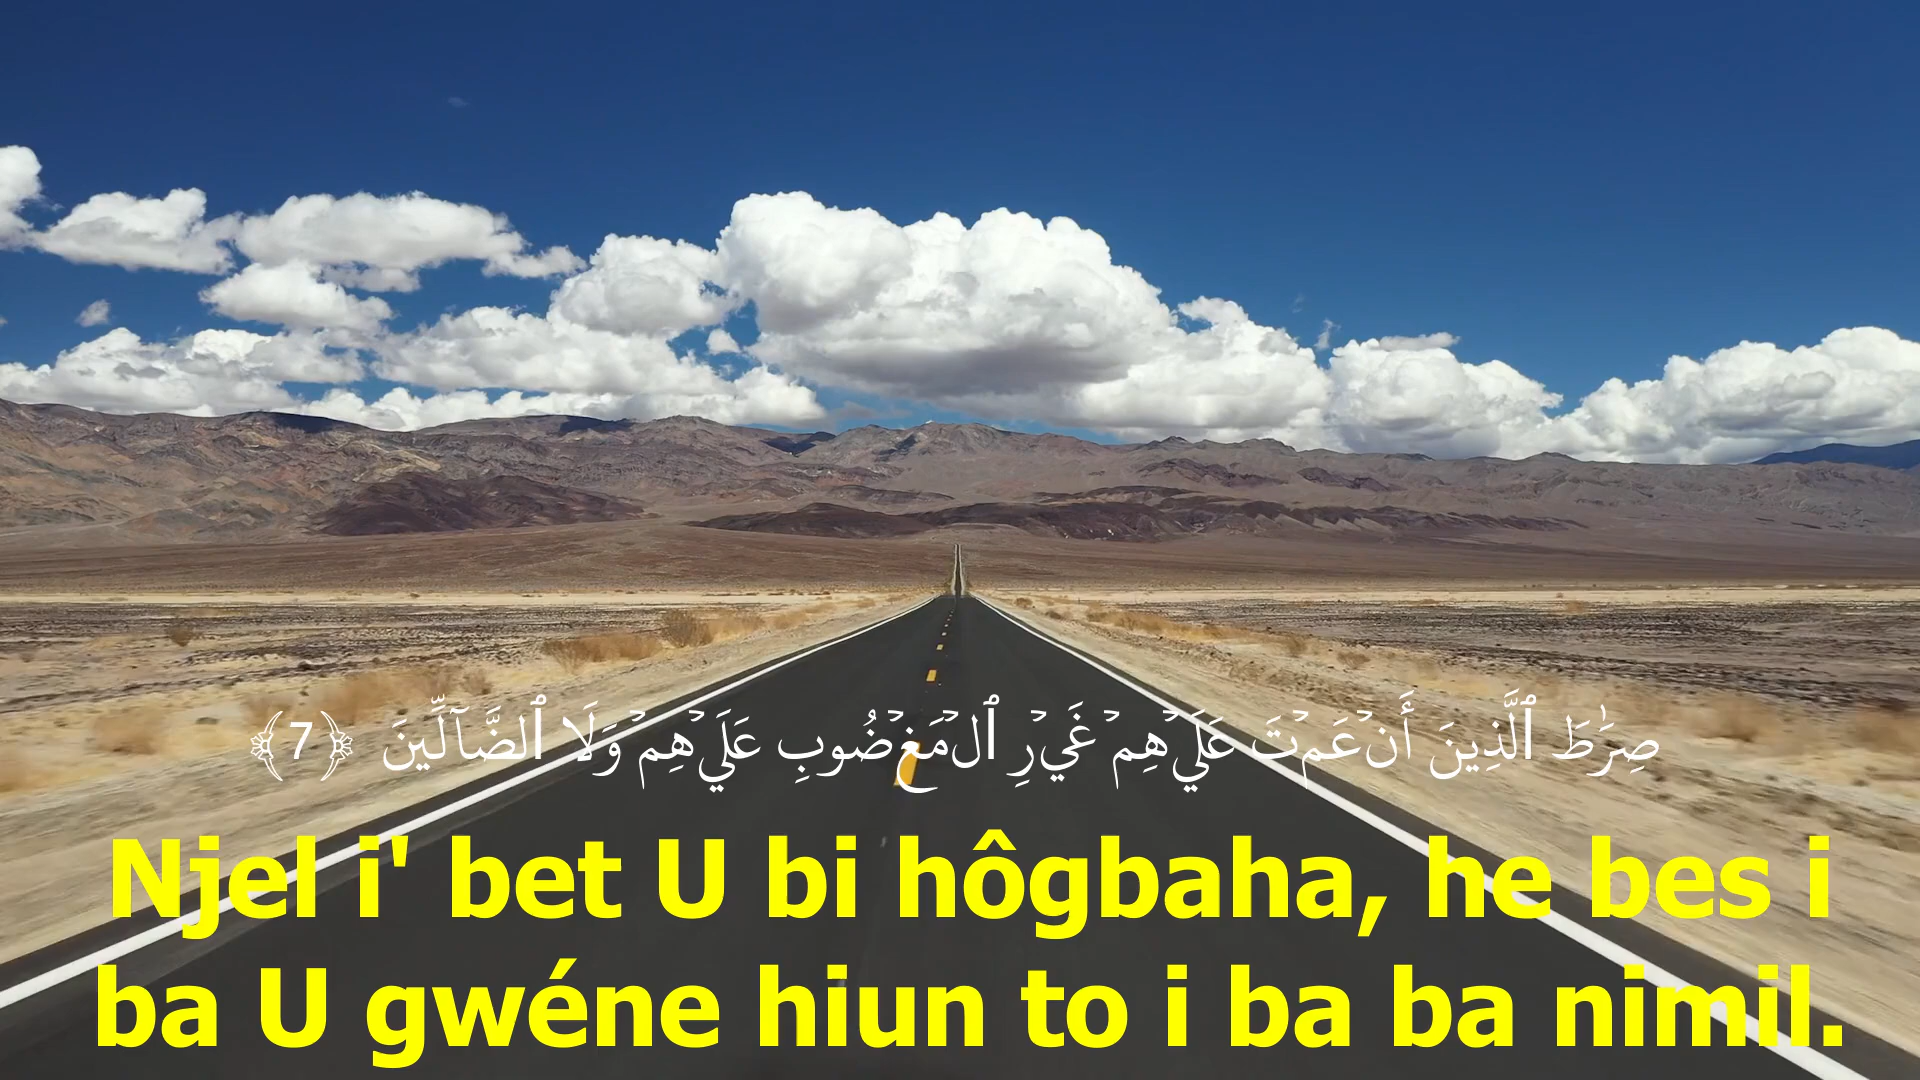 صِرَٰطَ ٱلَّذِينَ أَنۡعَمۡتَ عَلَيۡهِمۡ غَيۡرِ ٱلۡمَغۡضُوبِ عَلَيۡهِمۡ وَلَا ٱلضَّآلِّينَ ﴿7﴾
Njel i' bet U bi hôgbaha, he bes i
ba U gwéne hiun to i ba ba nimil.